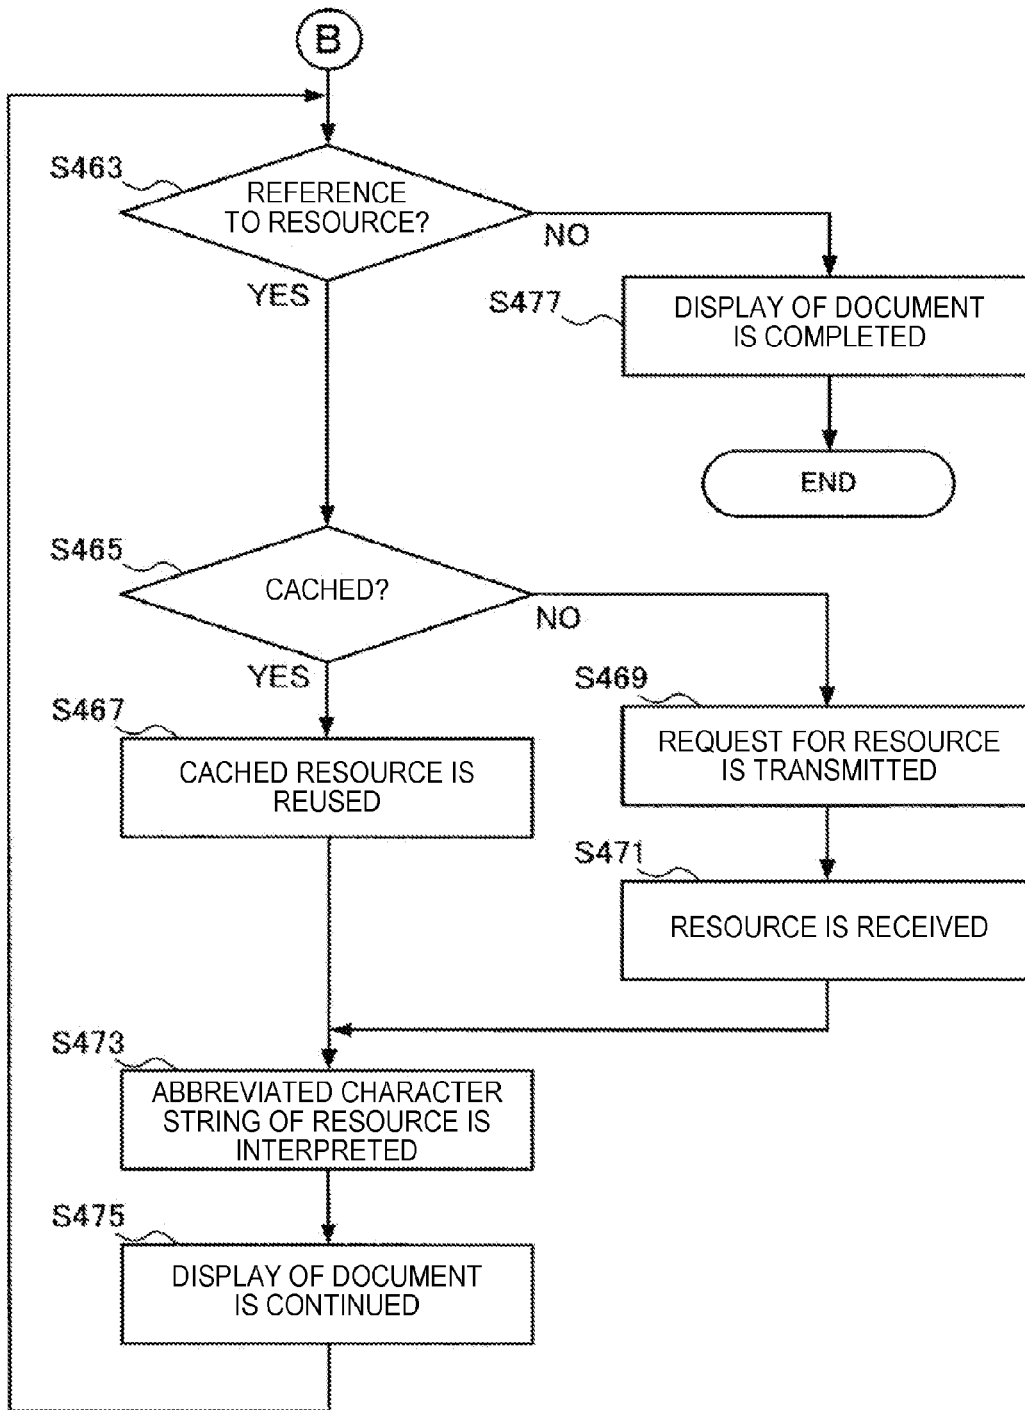 B
S463
REFERENCE
TO RESOURCE?
NO
YES
S477
DISPLAY OF DOCUMENT
IS COMPLETED
END
S465
CACHED?
NO
YES
S467
CACHED RESOURCE IS
REUSED
S469
REQUEST FOR RESOURCE
IS TRANSMITTED
S471
RESOURCE IS RECEIVED
S473
ABBREVIATED CHARACTER
STRING OF RESOURCE IS
INTERPRETED
S475
DISPLAY OF DOCUMENT
IS CONTINUED